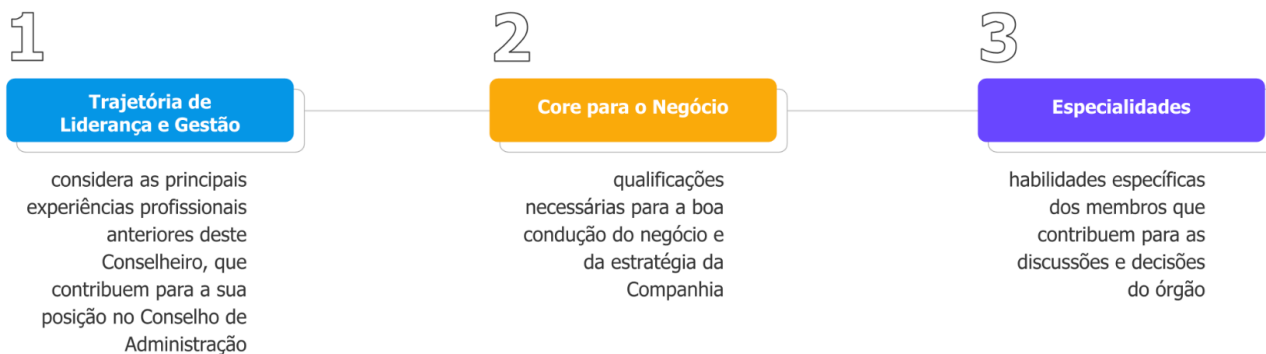 1
Trajetória de
Liderança e Gestão
considera as principais
experiências profissionais
anteriores deste
Conselheiro, que
contribuem para a sua
posição no Conselho de
Administração
2
Core para o Negócio
qualificações
necessárias para a boa
condução do negócio e
da estratégia da
Companhia
3
Especialidades
habilidades específicas
dos membros que
contribuem para as
discussões e decisões
do órgão